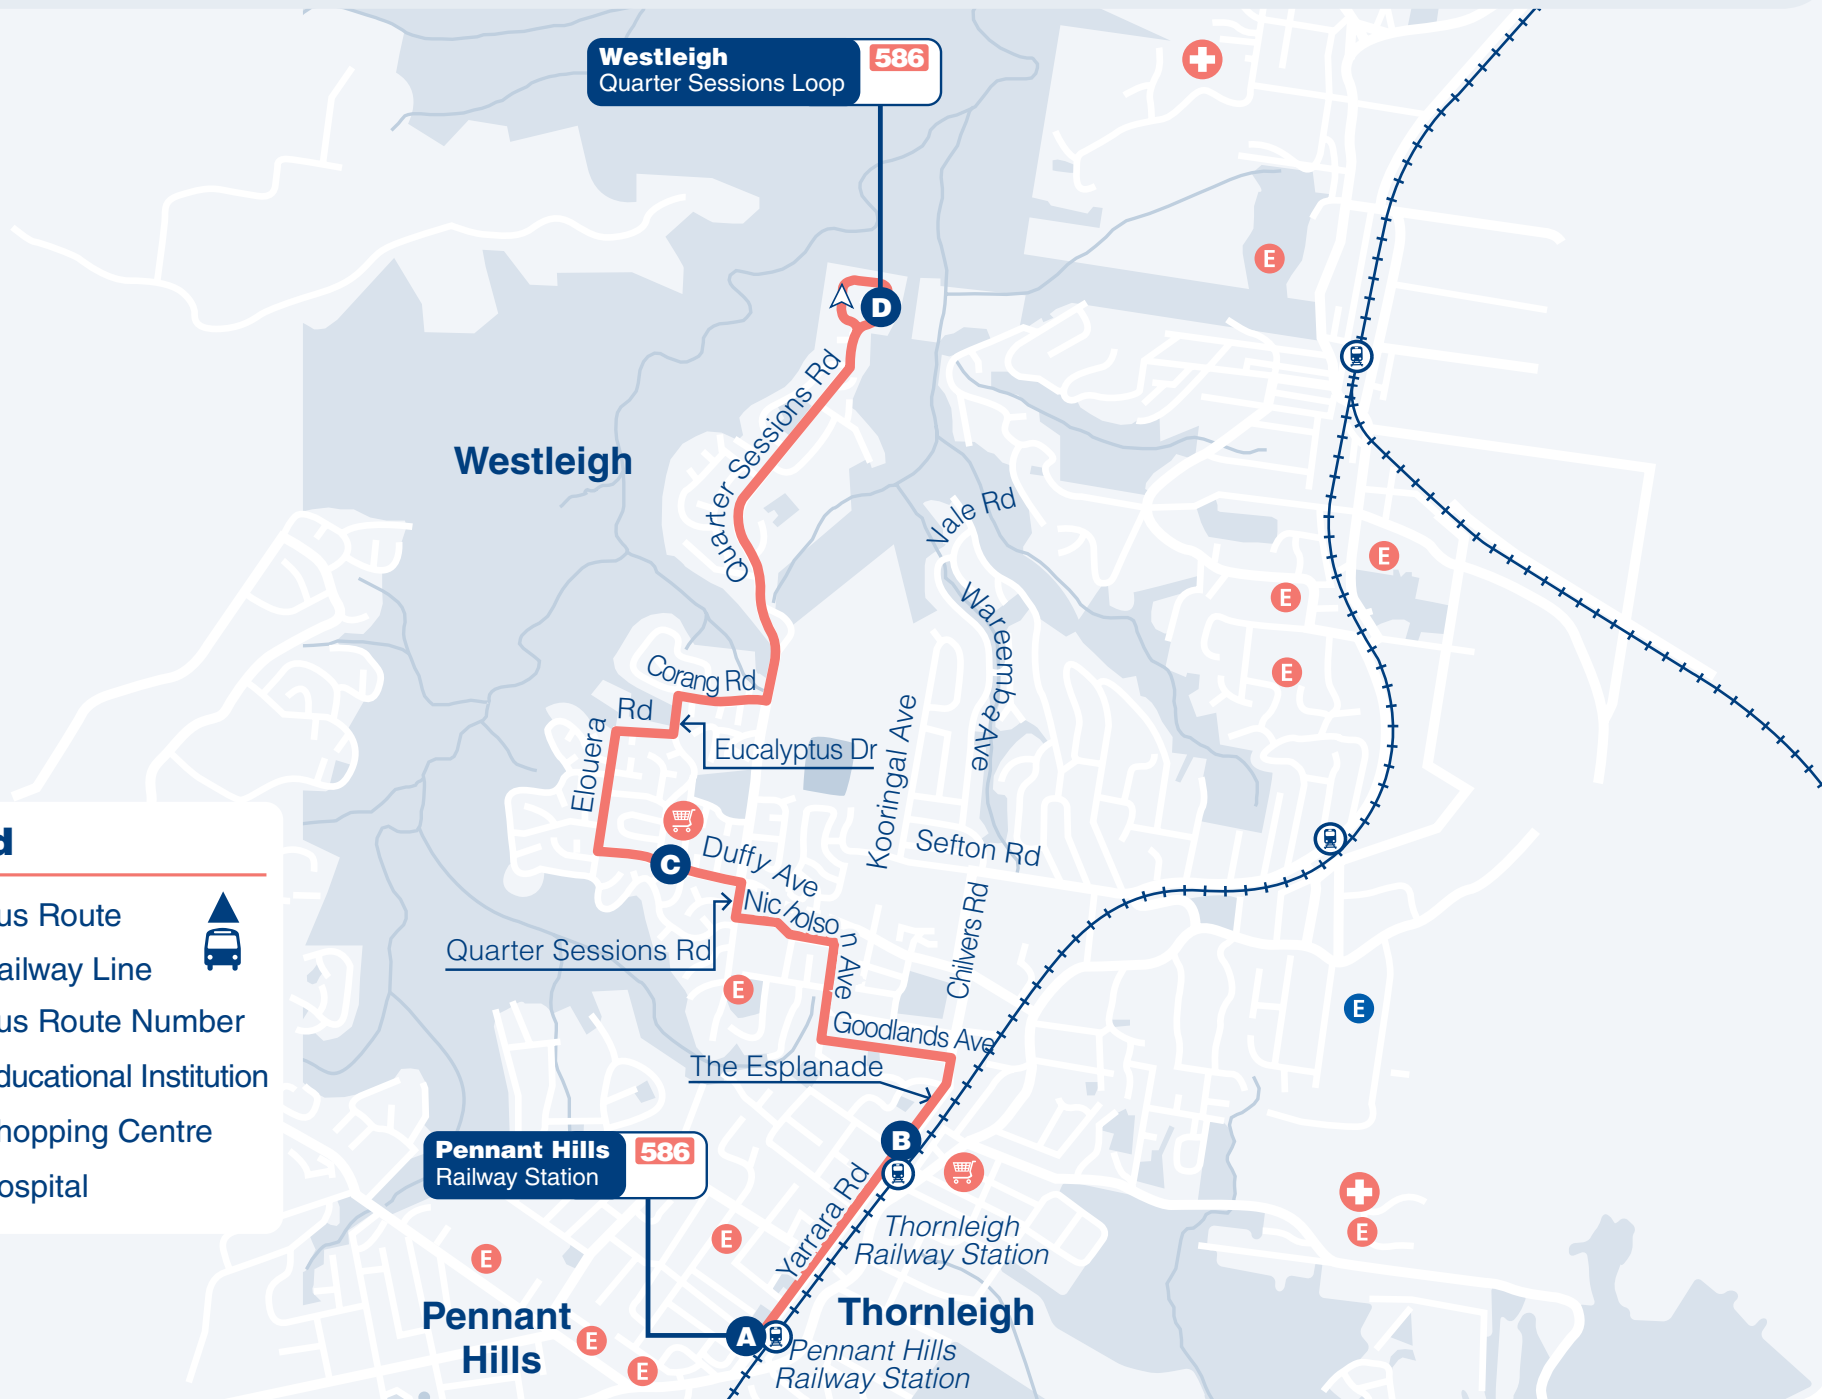 Westleigh
Quarter Sessions Loop
586
E
D
Quarter Sessions Rd
Westleigh
Vale Rd
E
E
Wareemba Ave
Corang Rd
E
Elouera Rd
Eucalyptus Dr
Kooringal Ave
Duffy Ave
Sefton Rd
C
Nicholson Ave
Quarter Sessions Rd
Chilvers Rd
E
E
Goodlands Ave
The Esplanade
d
us Route
ailway Line
us Route Number
ducational Institution
hopping Centre
ospital
Pennant Hills
Railway Station
586
B
Yarrara Rd
Thornleigh
Railway Station
E
E
E
Pennant
Hills
Thornleigh
A
E
E
Pennant Hills
Railway Station